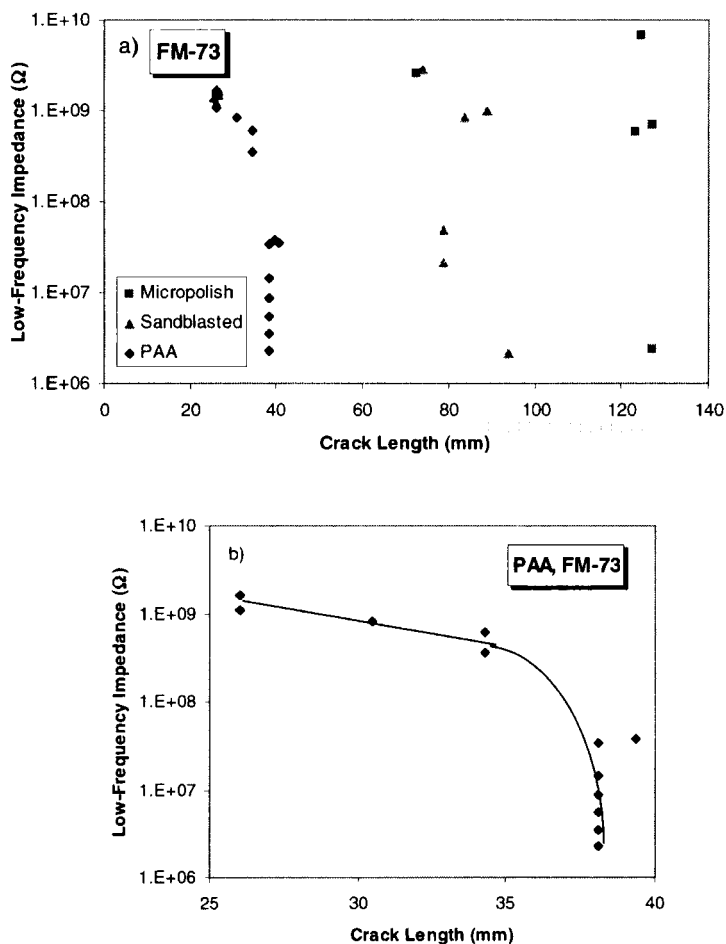 a)
FM-73
Low-Frequency Impedance (Ω)
1.E+10
1.E+09
1.E+08
1.E+07
1.E+06
Micropolish
Sandblasted
PAA
0 20 40 60 80 100 120 140
Crack Length (mm)
b)
PAA, FM-73
Low-Frequency Impedance (Ω)
1.E+10
1.E+09
1.E+08
1.E+07
1.E+06
25 30 35 40
Crack Length (mm)